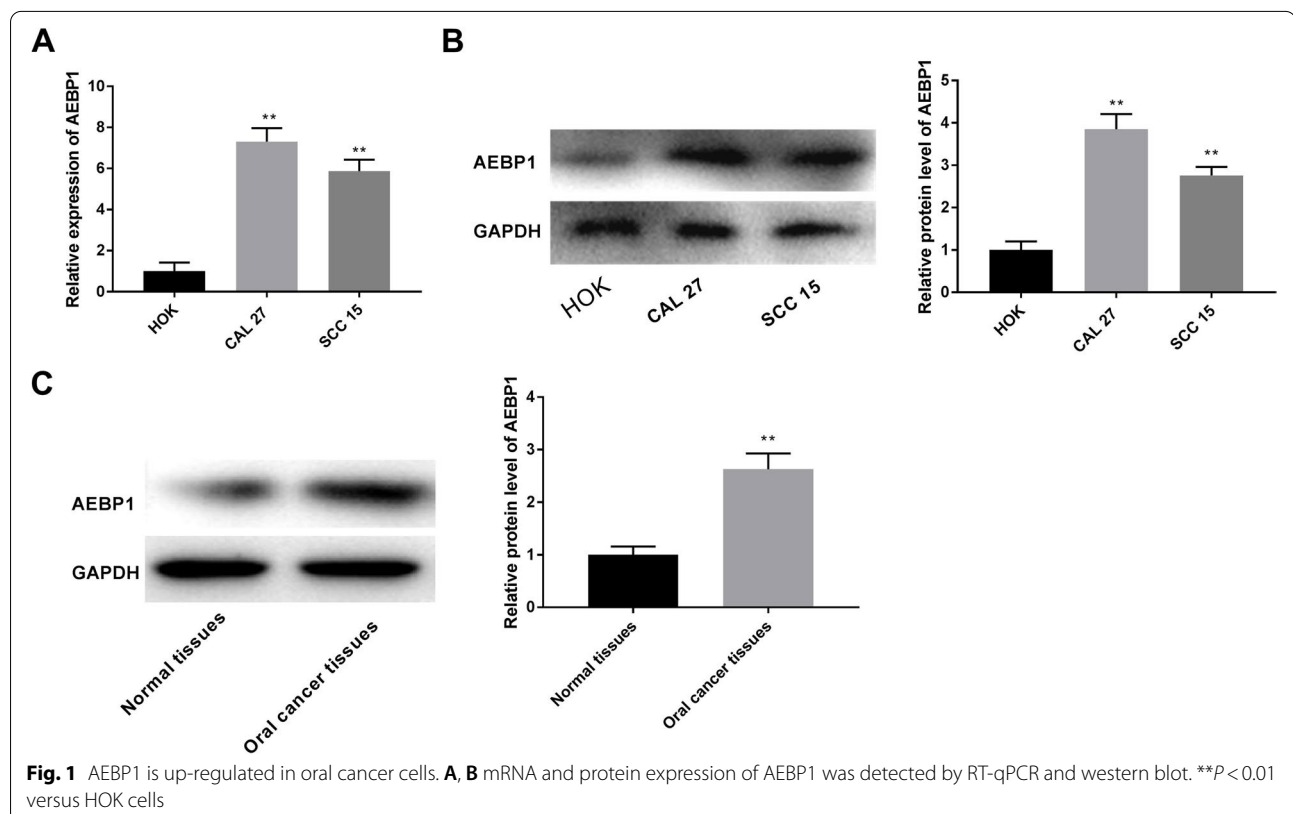 A
Relative expression of AEBP1
10
8
6
4
2
0
**
**
HOK
CAL 27
SCC 15
B
AEBP1
GAPDH
HOK
CAL 27
SCC 15
Relative protein level of AEBP1
5
4
3
2
1
0
**
**
HOK
CAL 27
SCC 15
C
AEBP1
GAPDH
Normal tissues
Oral cancer tissues
Relative protein level of AEBP1
4
3
2
1
0
**
Normal tissues
Oral cancer tissues
Fig. 1 AEBP1 is up-regulated in oral cancer cells. A, B mRNA and protein expression of AEBP1 was detected by RT-qPCR and western blot. **P < 0.01
versus HOK cells